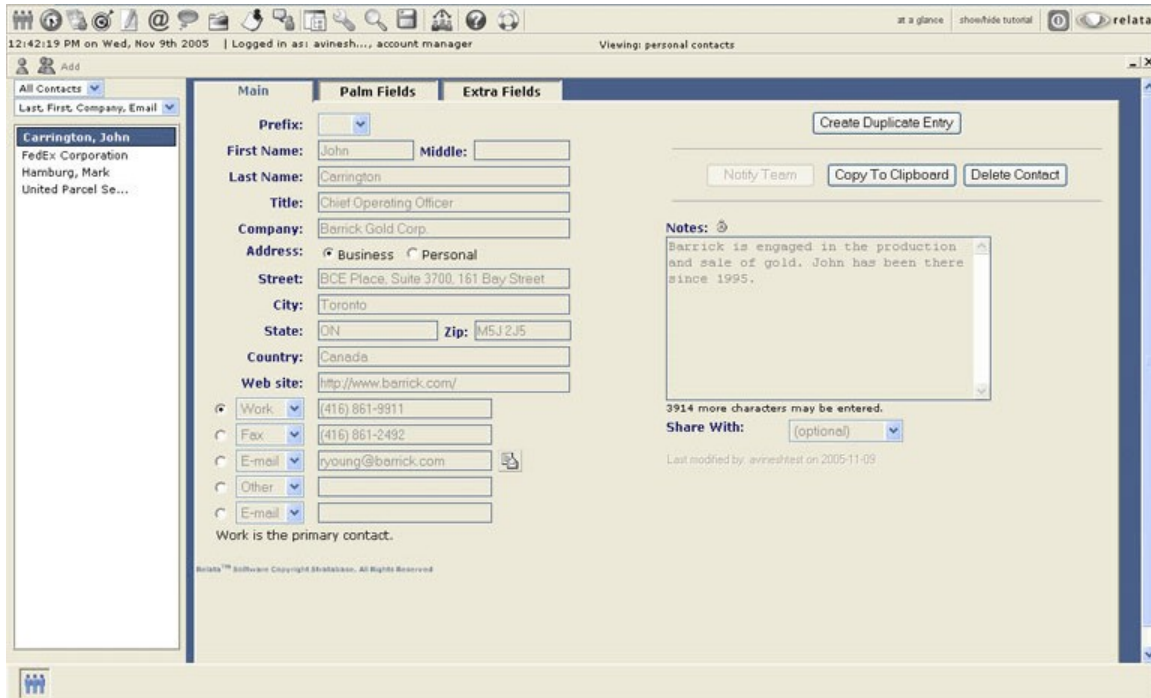 at a glance show/hide tutorial relata
12:42:19 PM on Wed, Nov 9th 2005 | Logged in as: avinesh..., account manager Viewing: personal contacts
Add
All Contacts
Last, First, Company, Email
Carrington, John
FedEx Corporation
Hamburg, Mark
United Parcel Se...
Main Palm Fields Extra Fields
Prefix:
First Name: John Middle:
Last Name: Carrington
Title: Chief Operating Officer
Company: Barrick Gold Corp.
Address: Business Personal
Street: BCE Place, Suite 3700, 161 Bay Street
City: Toronto
State: ON Zip: M5J 2J5
Country: Canada
Web site: http://www.barrick.com/
Work (416) 861-9911
Fax (416) 861-2492
E-mail ryoung@barrick.com
Other
E-mail
Work is the primary contact.
Relata™ Software Copyright Stratabase. All Rights Reserved
Create Duplicate Entry
Notify Team Copy To Clipboard Delete Contact
Notes:
Barrick is engaged in the production
and sale of gold. John has been there
since 1995.
3914 more characters may be entered.
Share With: (optional)
Last modified by: avineshtest on 2005-11-09